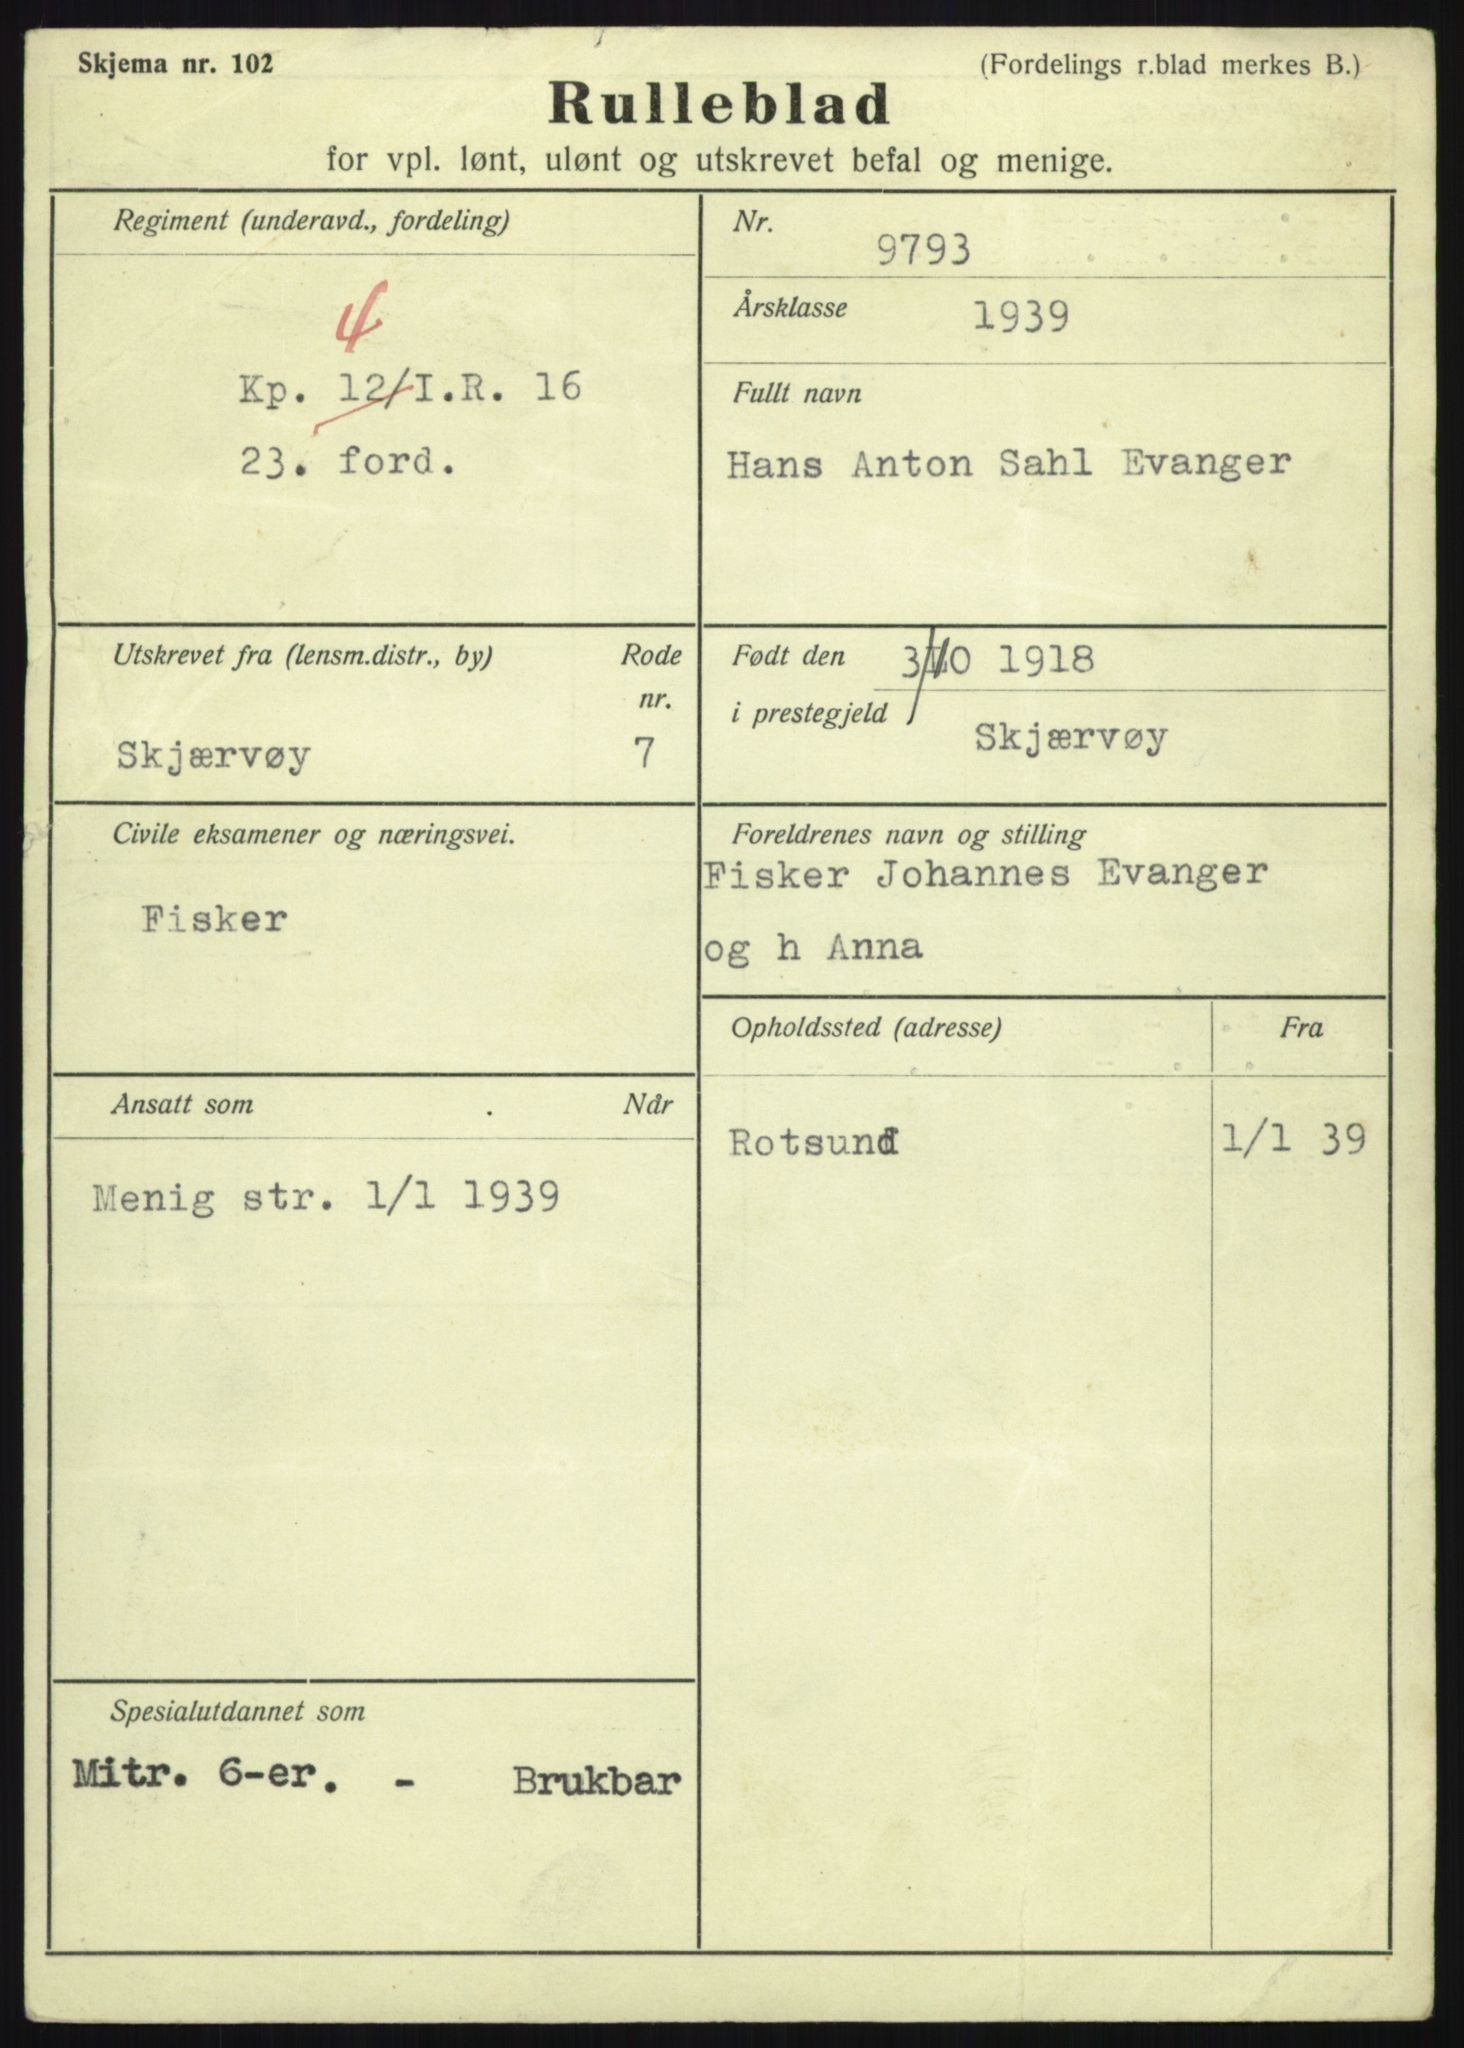 Skjema nr. 102
(Fordelings r.blad merkes B.)
Rulleblad
for vpl. lønt, ulønt og utskrevet befal og menige.
Regiment (underavd., fordeling)
4
Kp. 12/I.R. 16
23. ford.
Nr.
9793
Årsklasse
1939
Fullt navn
Hans Anton Sahl Evanger
Utskrevet fra (lensm.distr., by)
Rode
nr.
Skjærvøy
7
Født den
1918
i prestegjeld
Skjærvøy
Civile eksamener og næringsvei.
Fisker
Foreldrenes navn og stilling
Fisker Johannes Evanger
og h Anna
Opholdssted (adresse)
Fra
Rotsund
1/1 39
Ansatt som
Når
Menig str. 1/1 1939
Spesialutdannet som
Mitr. 6-er. - Brukbar